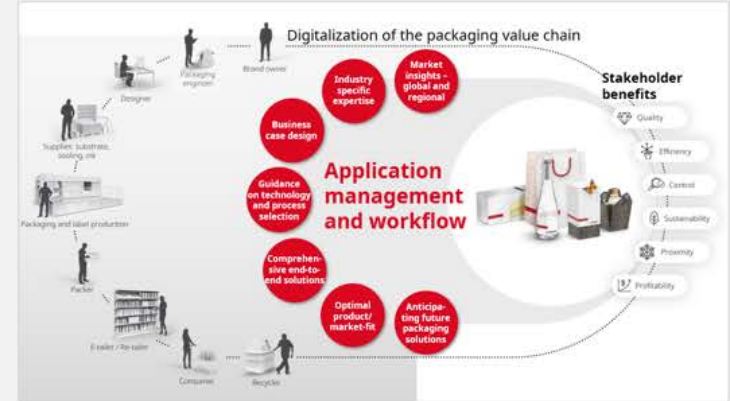 Digitalization of the packaging value chain
Brand owner
Packaging
engineer
Designer
Supplies: substrate,
tooling, ink
Packaging and label production
Packer
E-tailer / Re-tailer
Consumer
Recycler
Market
insights –
global and
regional
Industry
specific
expertise
Business
case design
Guidance
on technology
and process
selection
Comprehen-
sive end-to-
end solutions
Optimal
product/
market-fit
Anticipa-
ting future
packaging
solutions
Application
management
and workflow
Stakeholder
benefits
Quality
Efficiency
Control
Sustainability
Proximity
Profitability